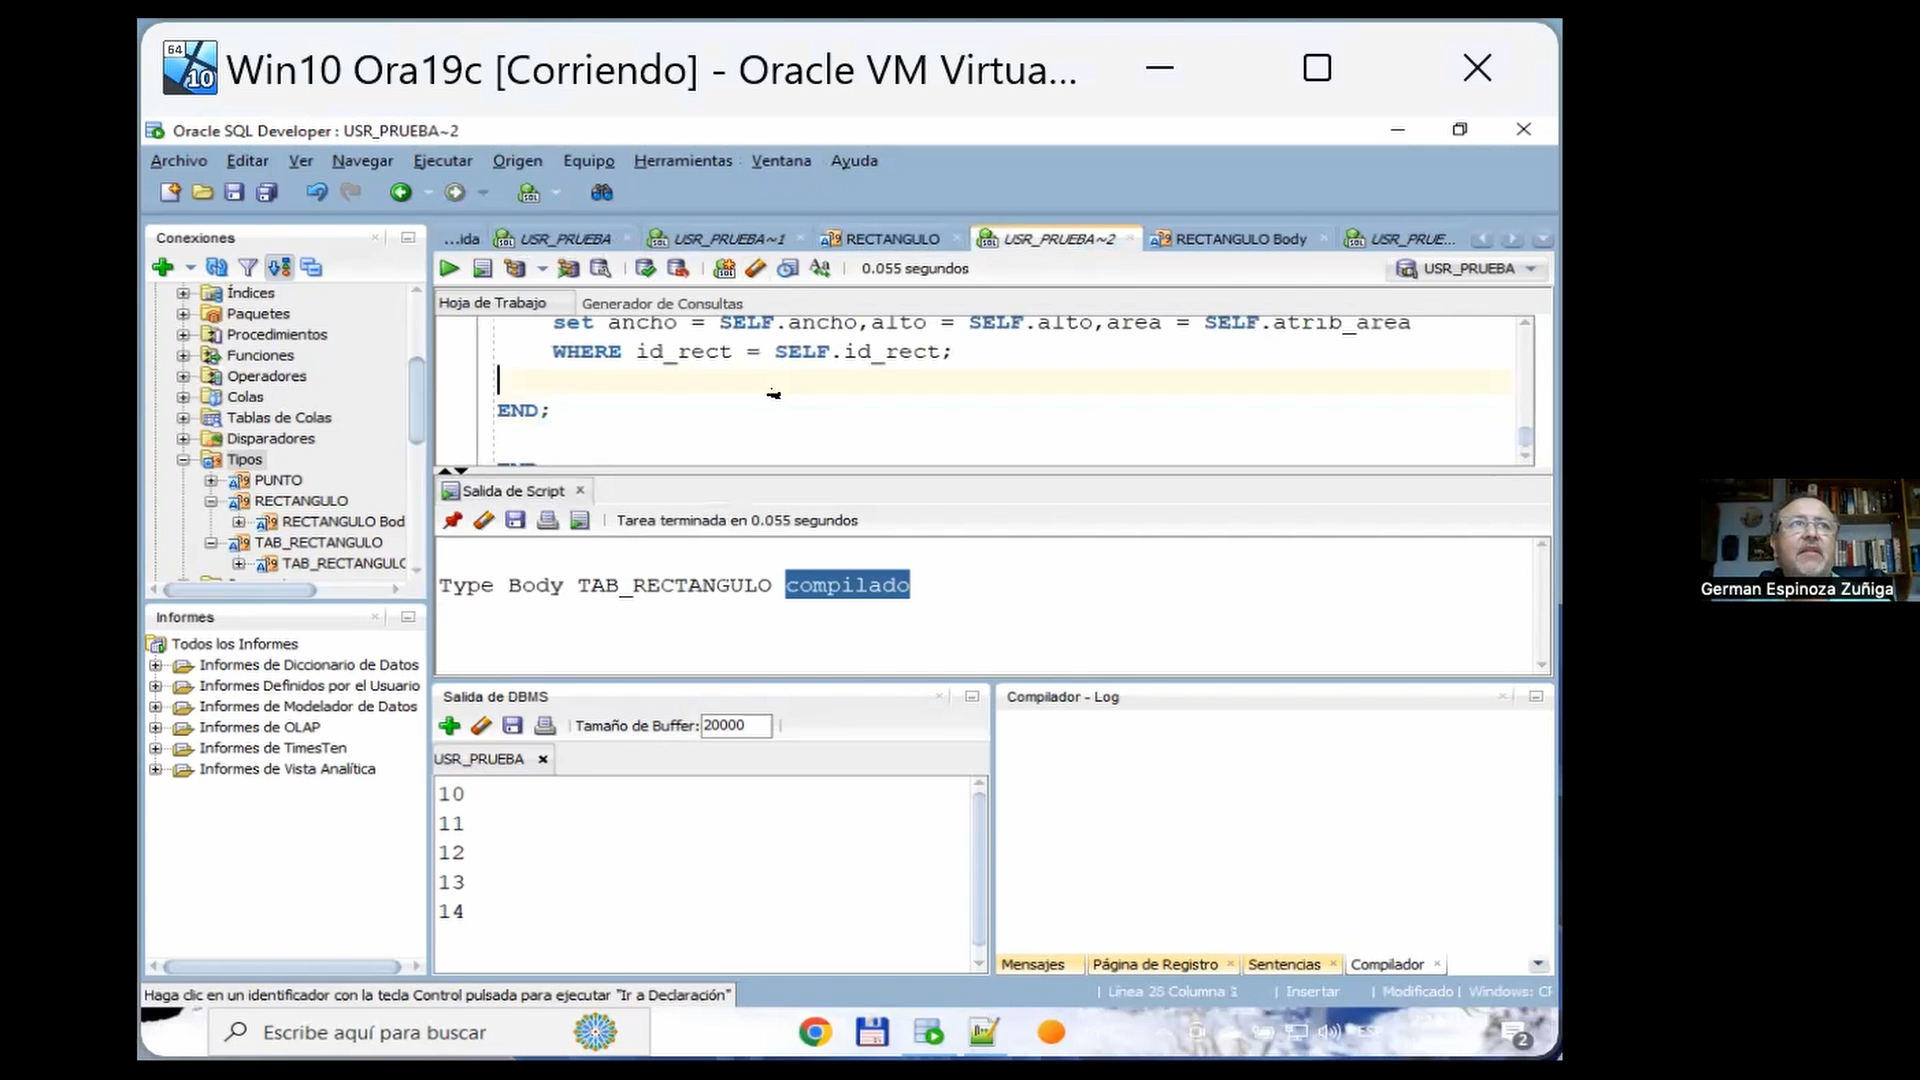 64
10
Win10 Ora19c [Corriendo] - Oracle VM Virtua...
Oracle SQL Developer : USR_PRUEBA~2
Archivo Editar Ver Navegar Ejecutar Origen Equipo Herramientas Ventana Ayuda
Conexiones
...ida USR_PRUEBA USR_PRUEBA~1 RECTANGULO USR_PRUEBA~2 RECTANGULO Body USR_PRUE...
0.055 segundos
USR_PRUEBA
Hoja de Trabajo Generador de Consultas
set ancho = SELF.ancho,alto = SELF.alto,area = SELF.atrib_area
WHERE id_rect = SELF.id_rect;
END;
Índices
Paquetes
Procedimientos
Funciones
Operadores
Colas
Tablas de Colas
Disparadores
Tipos
PUNTO
RECTANGULO
RECTANGULO Bod
TAB_RECTANGULO
TAB_RECTANGULO
Salida de Script
Tarea terminada en 0.055 segundos
Type Body TAB_RECTANGULO compilado
Informes
Todos los Informes
Informes de Diccionario de Datos
Informes Definidos por el Usuario
Informes de Modelador de Datos
Informes de OLAP
Informes de TimesTen
Informes de Vista Analítica
Salida de DBMS
Tamaño de Buffer: 20000
USR_PRUEBA
10
11
12
13
14
Compilador - Log
Mensajes Página de Registro Sentencias Compilador
Haga clic en un identificador con la tecla Control pulsada para ejecutar "Ir a Declaración"
Insertar Modificado Windows:
Escribe aquí para buscar
2
German Espinoza Zuñiga